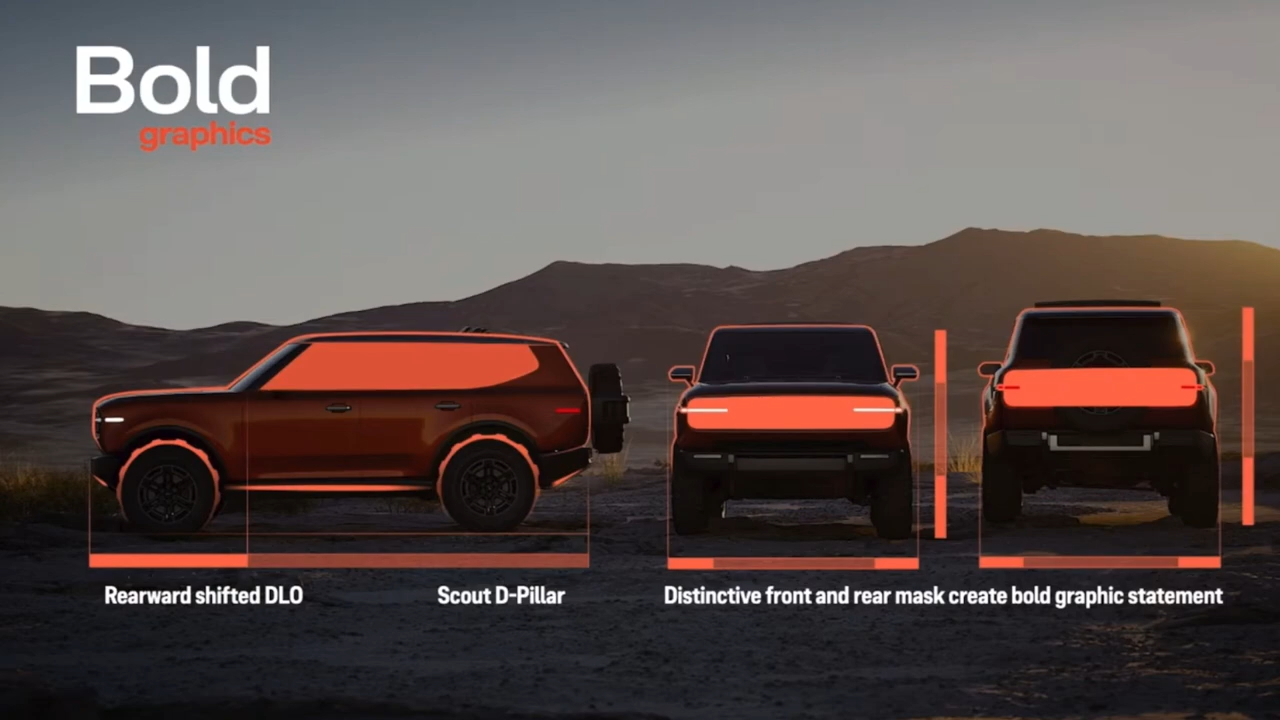 Bold
graphics
Rearward shifted DLO
Scout D-Pillar
Distinctive front and rear mask create bold graphic statement